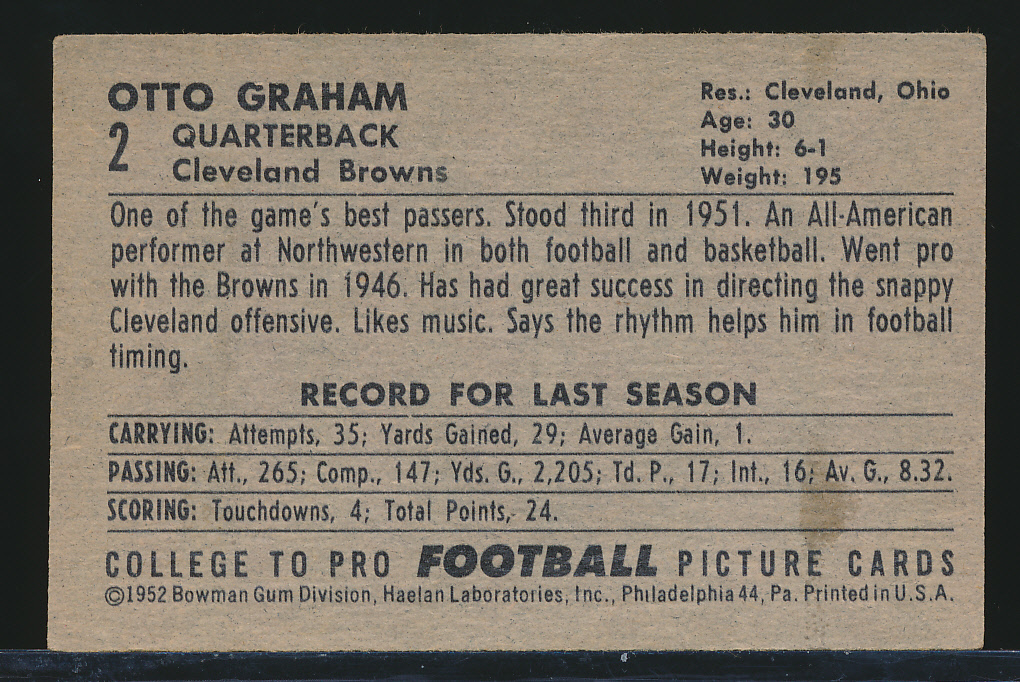 OTTO GRAHAM
2 QUARTERBACK
Cleveland Browns
Res.: Cleveland, Ohio
Age: 30
Height: 6-1
Weight: 195
One of the game's best passers. Stood third in 1951. An All-American
performer at Northwestern in both football and basketball. Went pro
with the Browns in 1946. Has had great success in directing the snappy
Cleveland offensive. Likes music. Says the rhythm helps him in football
timing.
RECORD FOR LAST SEASON
CARRYING: Attempts, 35; Yards Gained, 29; Average Gain, 1.
PASSING: Att., 265; Comp., 147; Yds. G., 2,205; Td. P., 17; Int., 16; Av. G., 8.32.
SCORING: Touchdowns, 4; Total Points, 24.
COLLEGE TO PRO FOOTBALL PICTURE CARDS
©1952 Bowman Gum Division, Haelan Laboratories, Inc., Philadelphia 44, Pa. Printed in U.S.A.